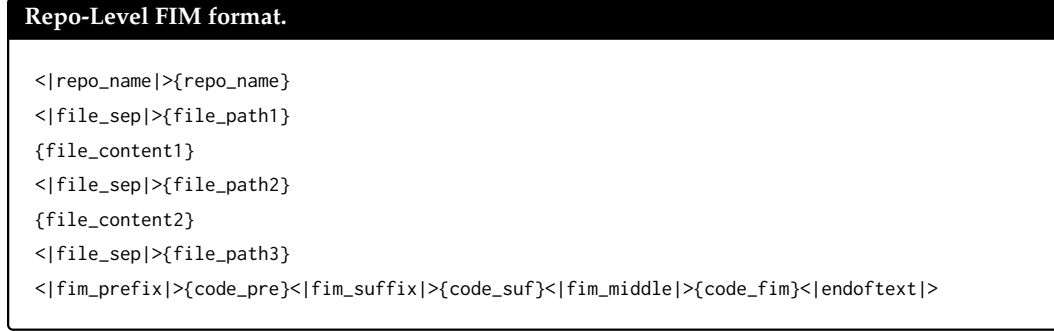 Repo-Level FIM format.
<|repo_name|>{repo_name}
<|file_sep|>{file_path1}
{file_content1}
<|file_sep|>{file_path2}
{file_content2}
<|file_sep|>{file_path3}
<|fim_prefix|>{code_pre}<|fim_suffix|>{code_suf}<|fim_middle|>{code_fim}<|endoftext|>